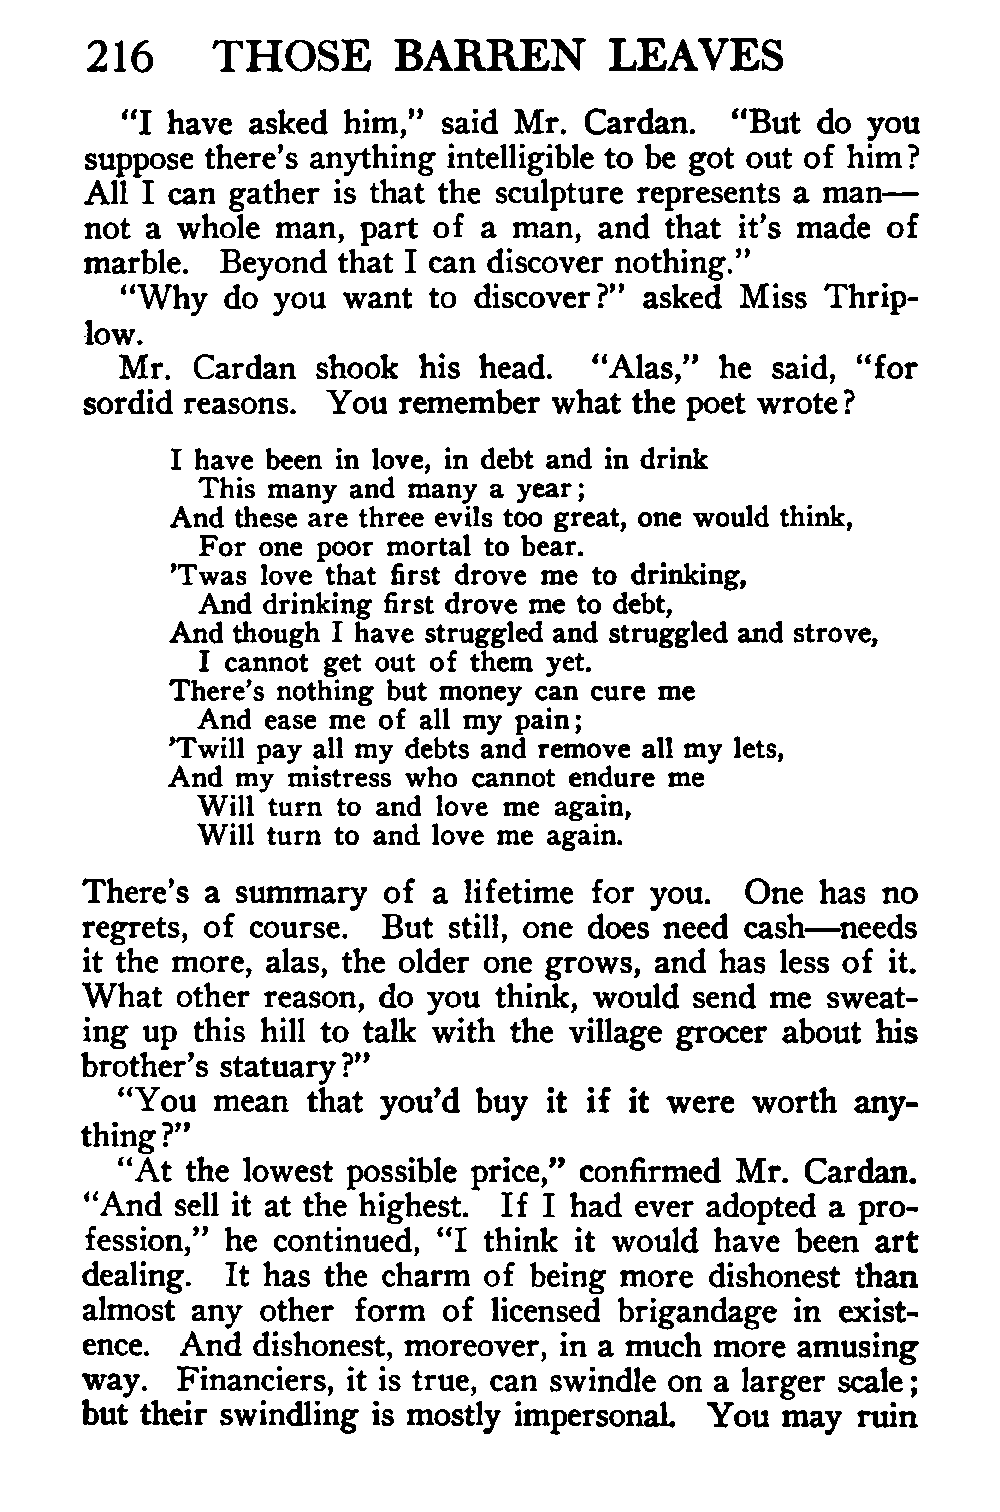 216 THOSE BARREN LEAVES
“I have asked him,” said Mr. Cardan. “But do you
suppose there’s anything intelligible to be got out of him?
All I can gather is that the sculpture represents a man—
not a whole man, part of a man, and that it’s made of
marble. Beyond that I can discover nothing.”
“Why do you want to discover?” asked Miss Thrip-
low.
Mr. Cardan shook his head. “Alas,” he said, “for
sordid reasons. You remember what the poet wrote?
I have been in love, in debt and in drink
This many and many a year;
And these are three evils too great, one would think,
For one poor mortal to bear.
’Twas love that first drove me to drinking,
And drinking first drove me to debt,
And though I have struggled and struggled and strove,
I cannot get out of them yet.
There’s nothing but money can cure me
And ease me of all my pain;
’Twill pay all my debts and remove all my lets,
And my mistress who cannot endure me
Will turn to and love me again,
Will turn to and love me again.
There’s a summary of a lifetime for you. One has no
regrets, of course. But still, one does need cash—needs
it the more, alas, the older one grows, and has less of it.
What other reason, do you think, would send me sweat-
ing up this hill to talk with the village grocer about his
brother’s statuary?”
“You mean that you’d buy it if it were worth any-
thing?”
“At the lowest possible price,” confirmed Mr. Cardan.
“And sell it at the highest. If I had ever adopted a pro-
fession,” he continued, “I think it would have been art
dealing. It has the charm of being more dishonest than
almost any other form of licensed brigandage in exist-
ence. And dishonest, moreover, in a much more amusing
way. Financiers, it is true, can swindle on a larger scale;
but their swindling is mostly impersonal. You may ruin